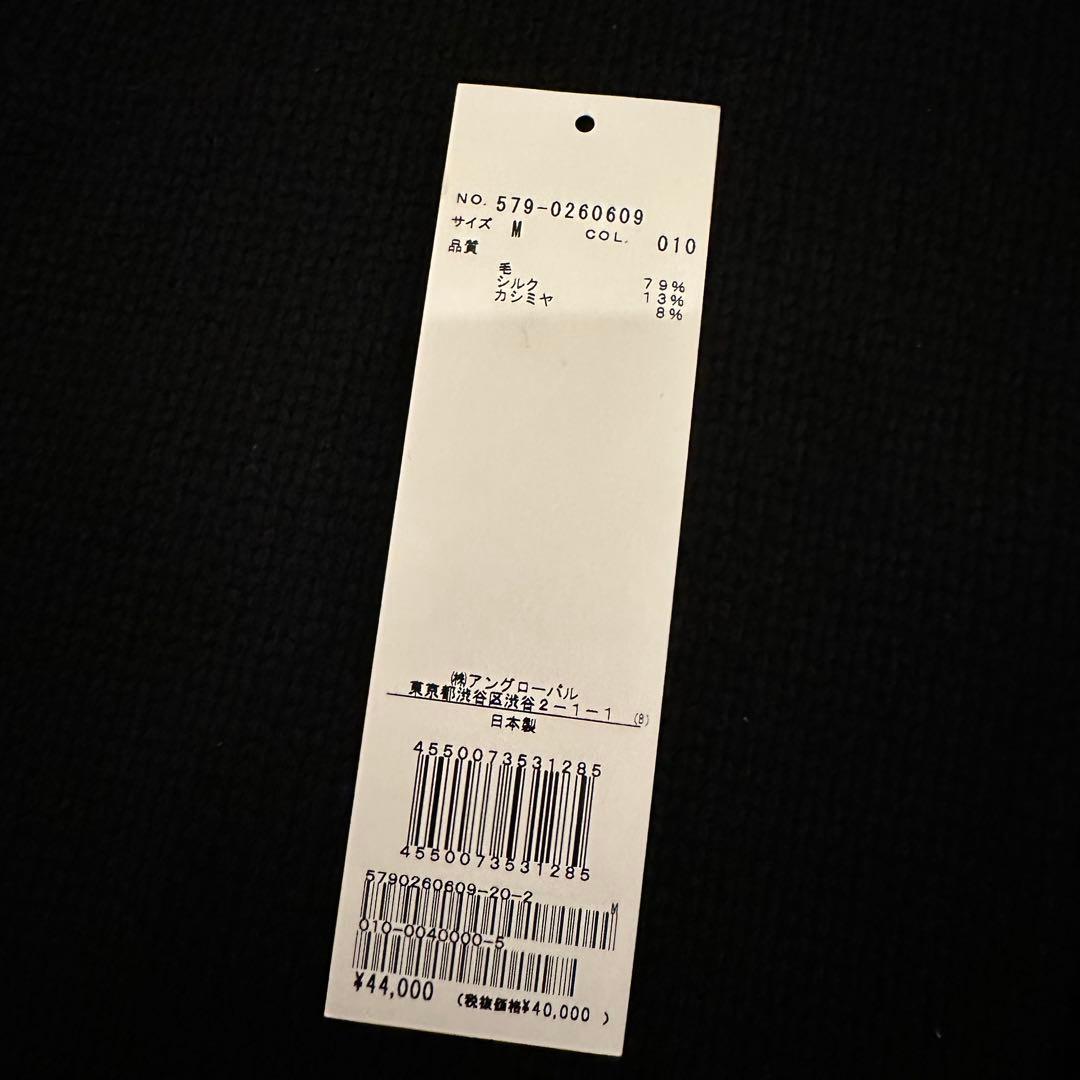 NO. 579-0260609
サイズ M COL. 010
品質
毛 79%
シルク 13%
カシミヤ 8%
㈱アングローバル
東京都渋谷区渋谷2-1-1 (8)
日本製
4550073531285
4550073531285
5790260609-20-2 M
010-0040000-5
¥44,000 (税抜価格¥40,000 )